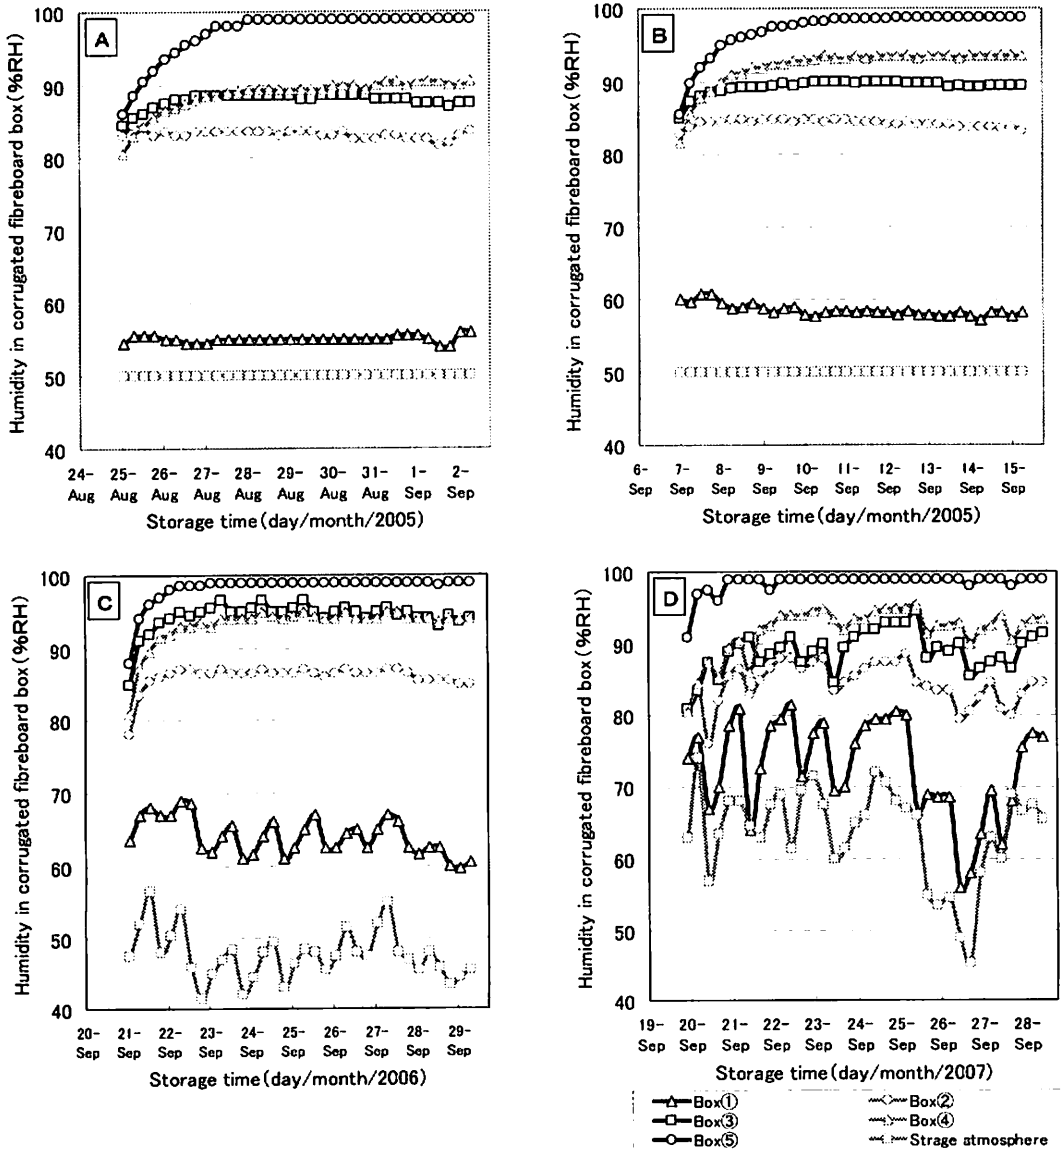 A
Humidity in corrugated fibreboard box (%RH)
100
90
80
70
60
50
40
24-Aug 25-Aug 26-Aug 27-Aug 28-Aug 29-Aug 30-Aug 31-Aug 1-Sep 2-Sep
Storage time(day/month/2005)
B
Humidity in corrugated fibreboard box (%RH)
100
90
80
70
60
50
40
6-Sep 7-Sep 8-Sep 9-Sep 10-Sep 11-Sep 12-Sep 13-Sep 14-Sep 15-Sep
Storage time(day/month/2005)
C
Humidity in corrugated fibreboard box (%RH)
100
90
80
70
60
50
40
20-Sep 21-Sep 22-Sep 23-Sep 24-Sep 25-Sep 26-Sep 27-Sep 28-Sep 29-Sep
Storage time(day/month/2006)
D
Humidity in corrugated fibreboard box (%RH)
100
90
80
70
60
50
40
19-Sep 20-Sep 21-Sep 22-Sep 23-Sep 24-Sep 25-Sep 26-Sep 27-Sep 28-Sep
Storage time(day/month/2007)
Box①
Box②
Box③
Box④
Box⑤
Strage atmosphere